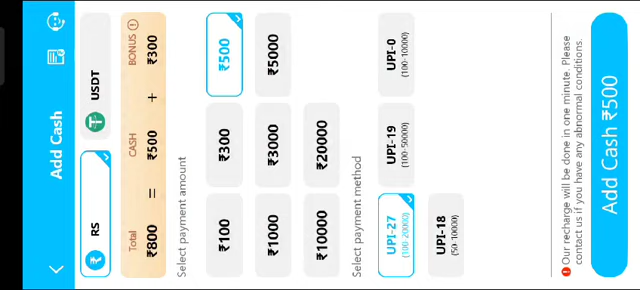 Add Cash
RS
USDT
Total
CASH
BONUS
₹800 = ₹500 + ₹300
Select payment amount
₹100
₹300
₹500
₹1000
₹3000
₹5000
₹10000
₹20000
Select payment method
UPI-27
(100-20000)
UPI-19
(100-50000)
UPI-0
(100-10000)
UPI-18
(50-10000)
Our recharge will be done in one minute. Please
contact us if you have any abnormal conditions.
Add Cash ₹500